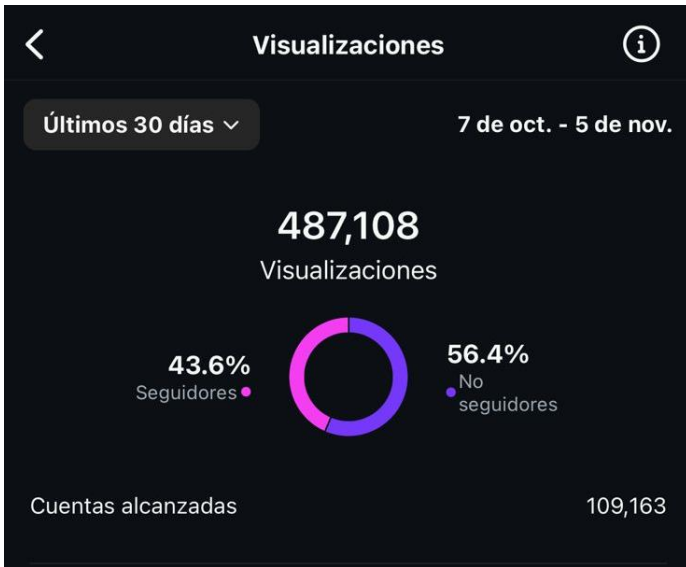 Visualizaciones
Últimos 30 días
7 de oct. - 5 de nov.
487,108
Visualizaciones
43.6%
Seguidores
56.4%
No
seguidores
Cuentas alcanzadas
109,163